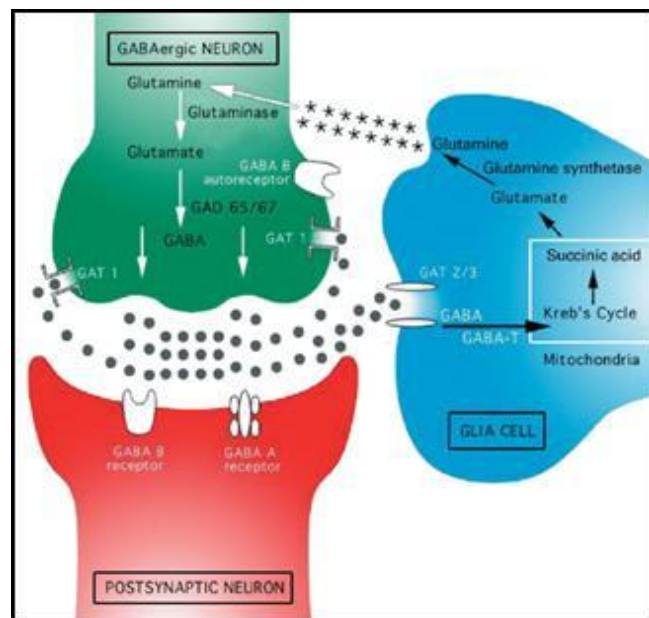 GABAergic NEURON
Glutamine
Glutaminase
Glutamate
GABA B
autoreceptor
GAD 65/67
GABA
GAT 1
GAT 1
Glutamine
Glutamine synthetase
Glutamate
Succinic acid
GAT 2/3
GABA
Kreb's Cycle
GABA-T
Mitochondria
GLIA CELL
GABA B
receptor
GABA A
receptor
POSTSYNAPTIC NEURON